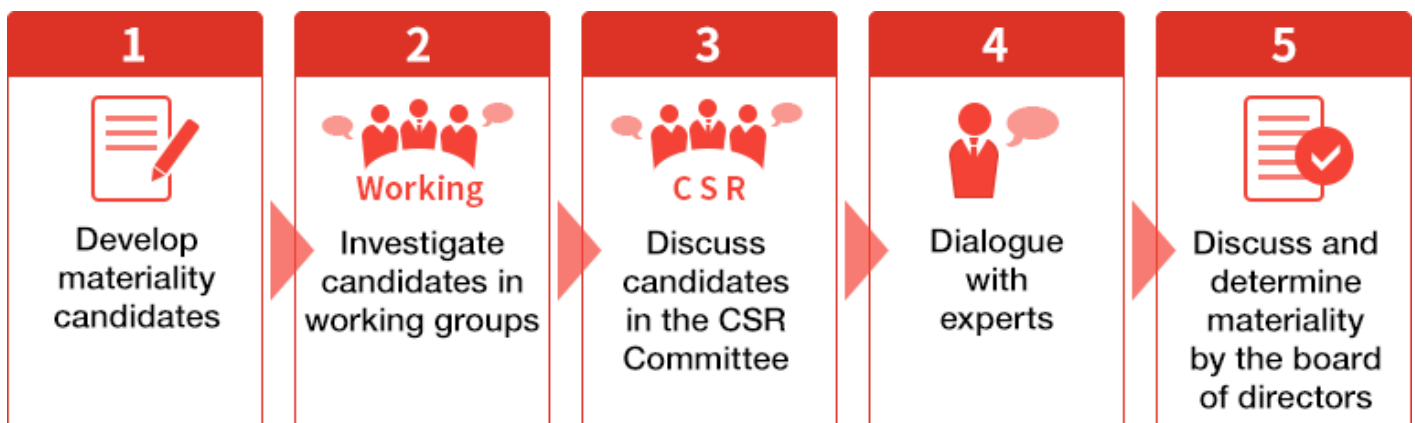 1
Develop
materiality
candidates
2
Working
Investigate
candidates in
working groups
3
CSR
Discuss
candidates
in the CSR
Committee
4
Dialogue
with
experts
5
Discuss and
determine
materiality
by the board
of directors